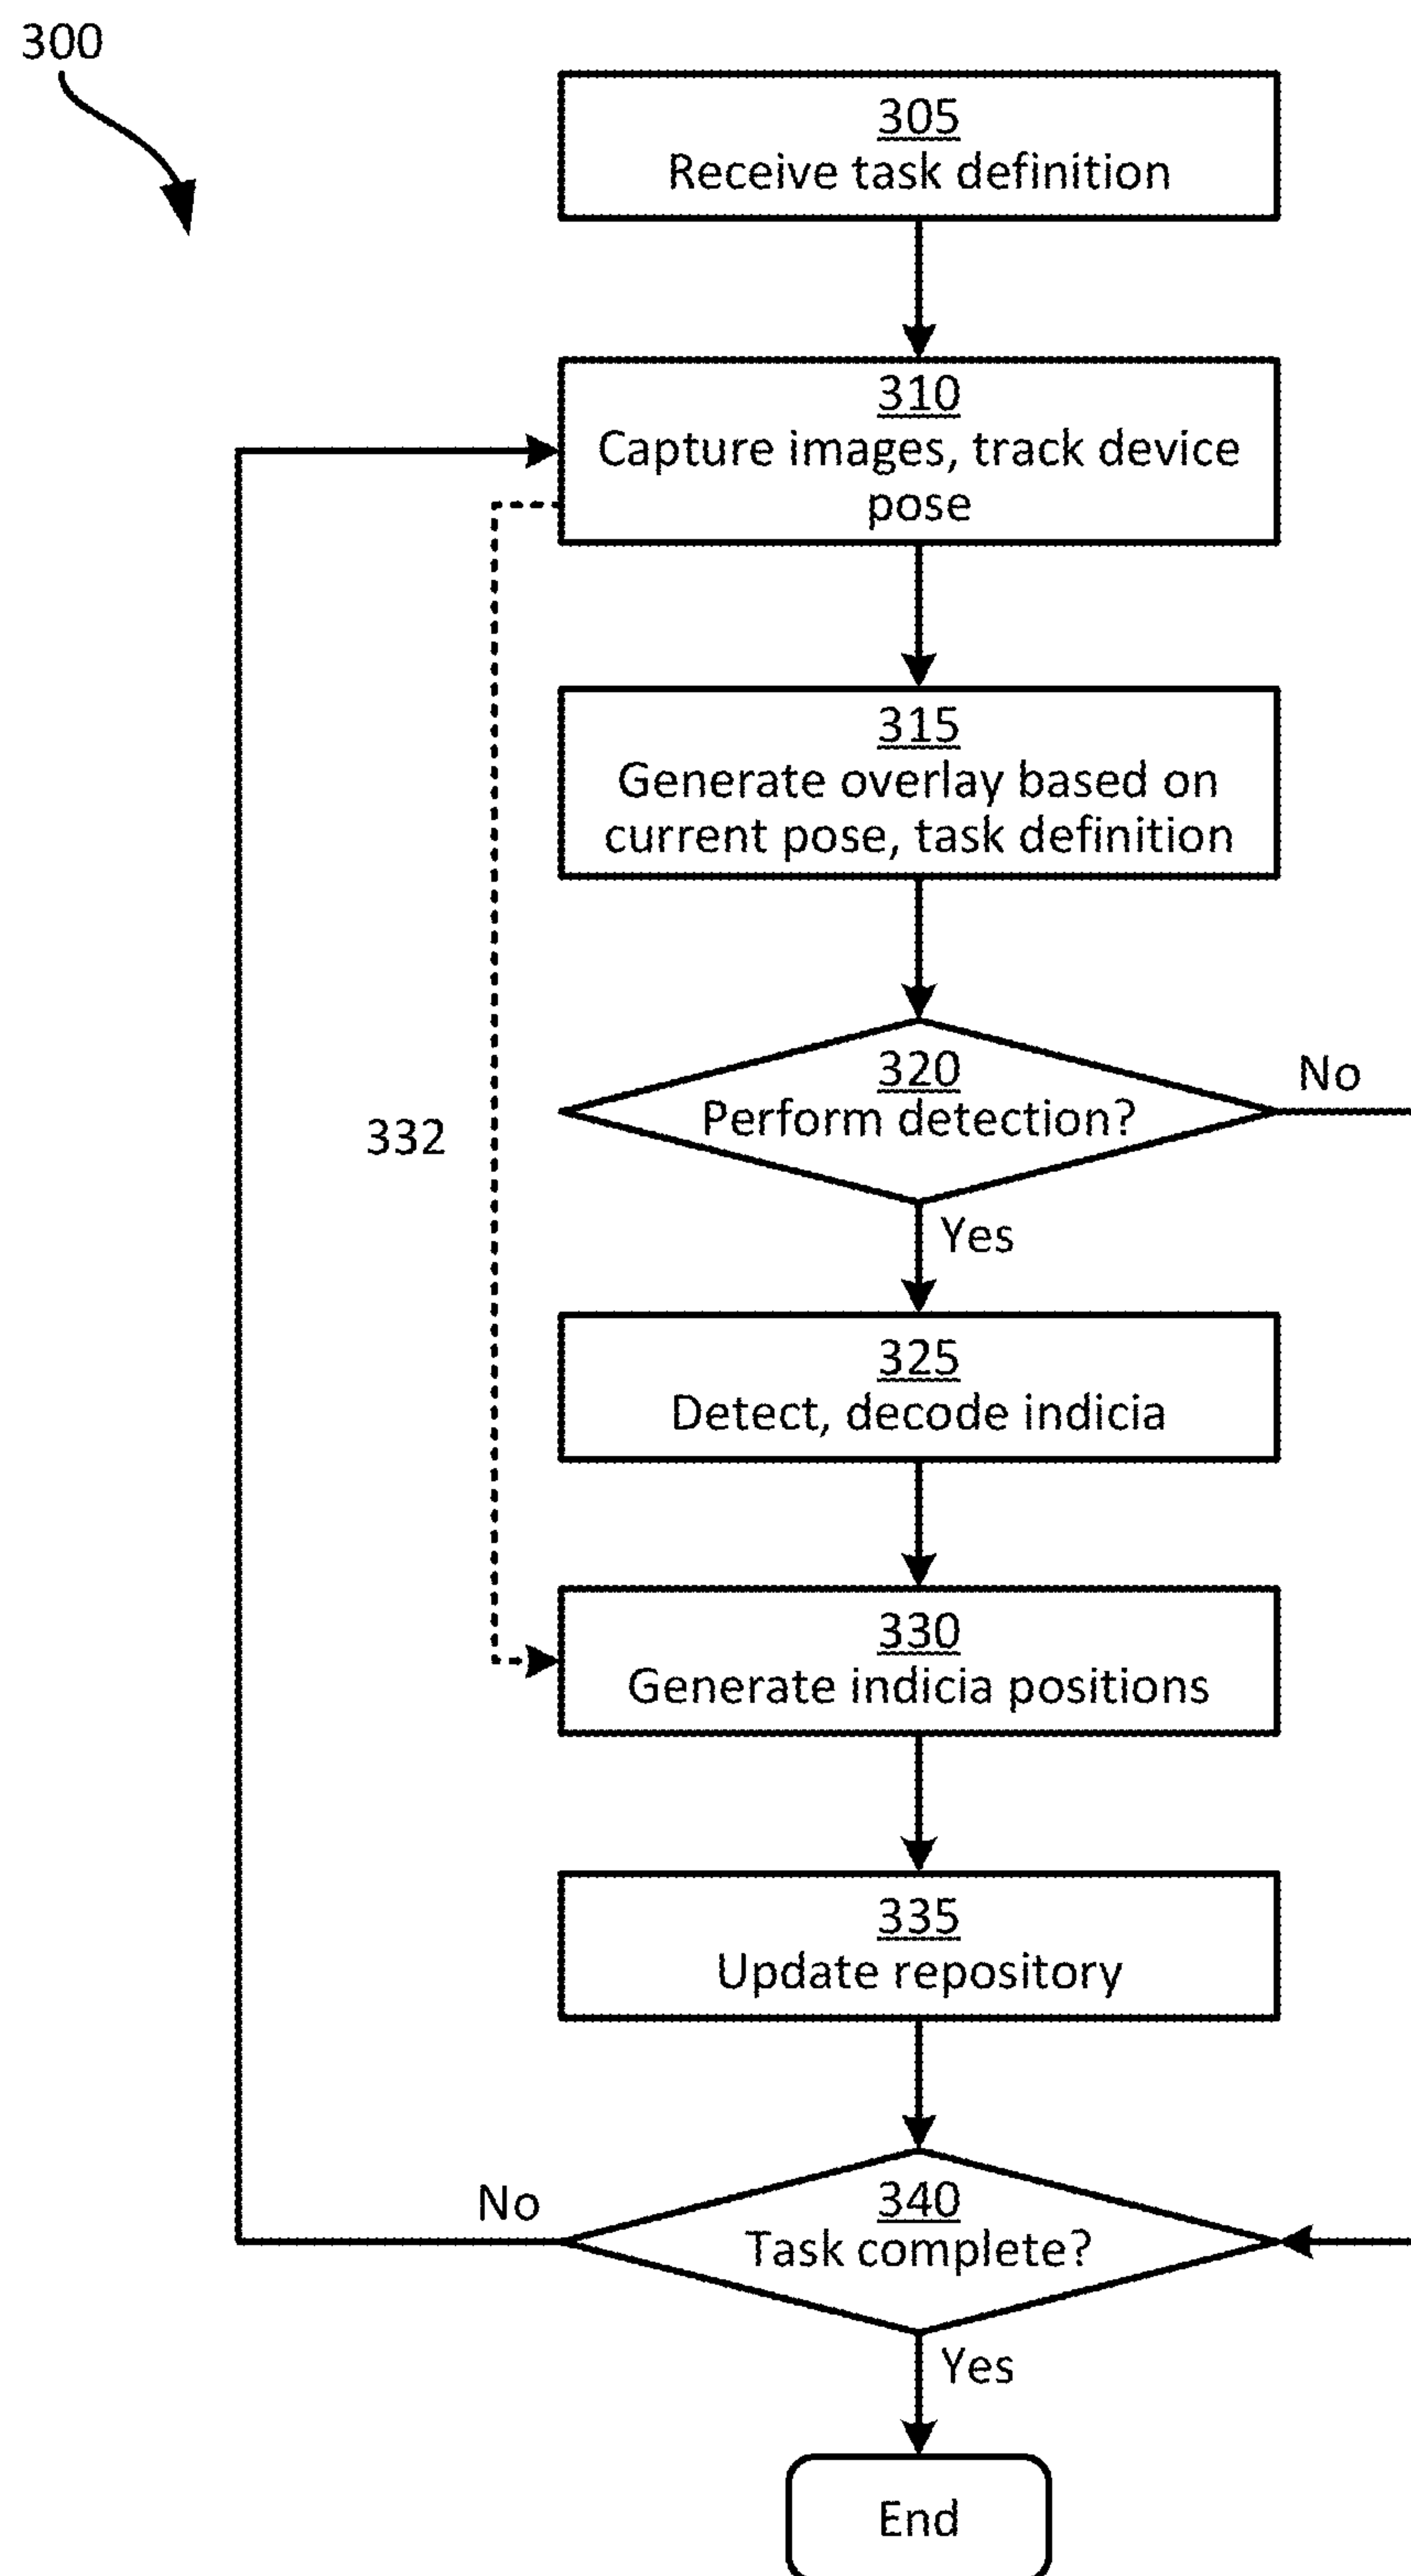 300
305
Receive task definition
310
Capture images, track device
pose
315
Generate overlay based on
current pose, task definition
320
Perform detection?
No
332
Yes
325
Detect, decode indicia
330
Generate indicia positions
335
Update repository
No
340
Task complete?
Yes
End